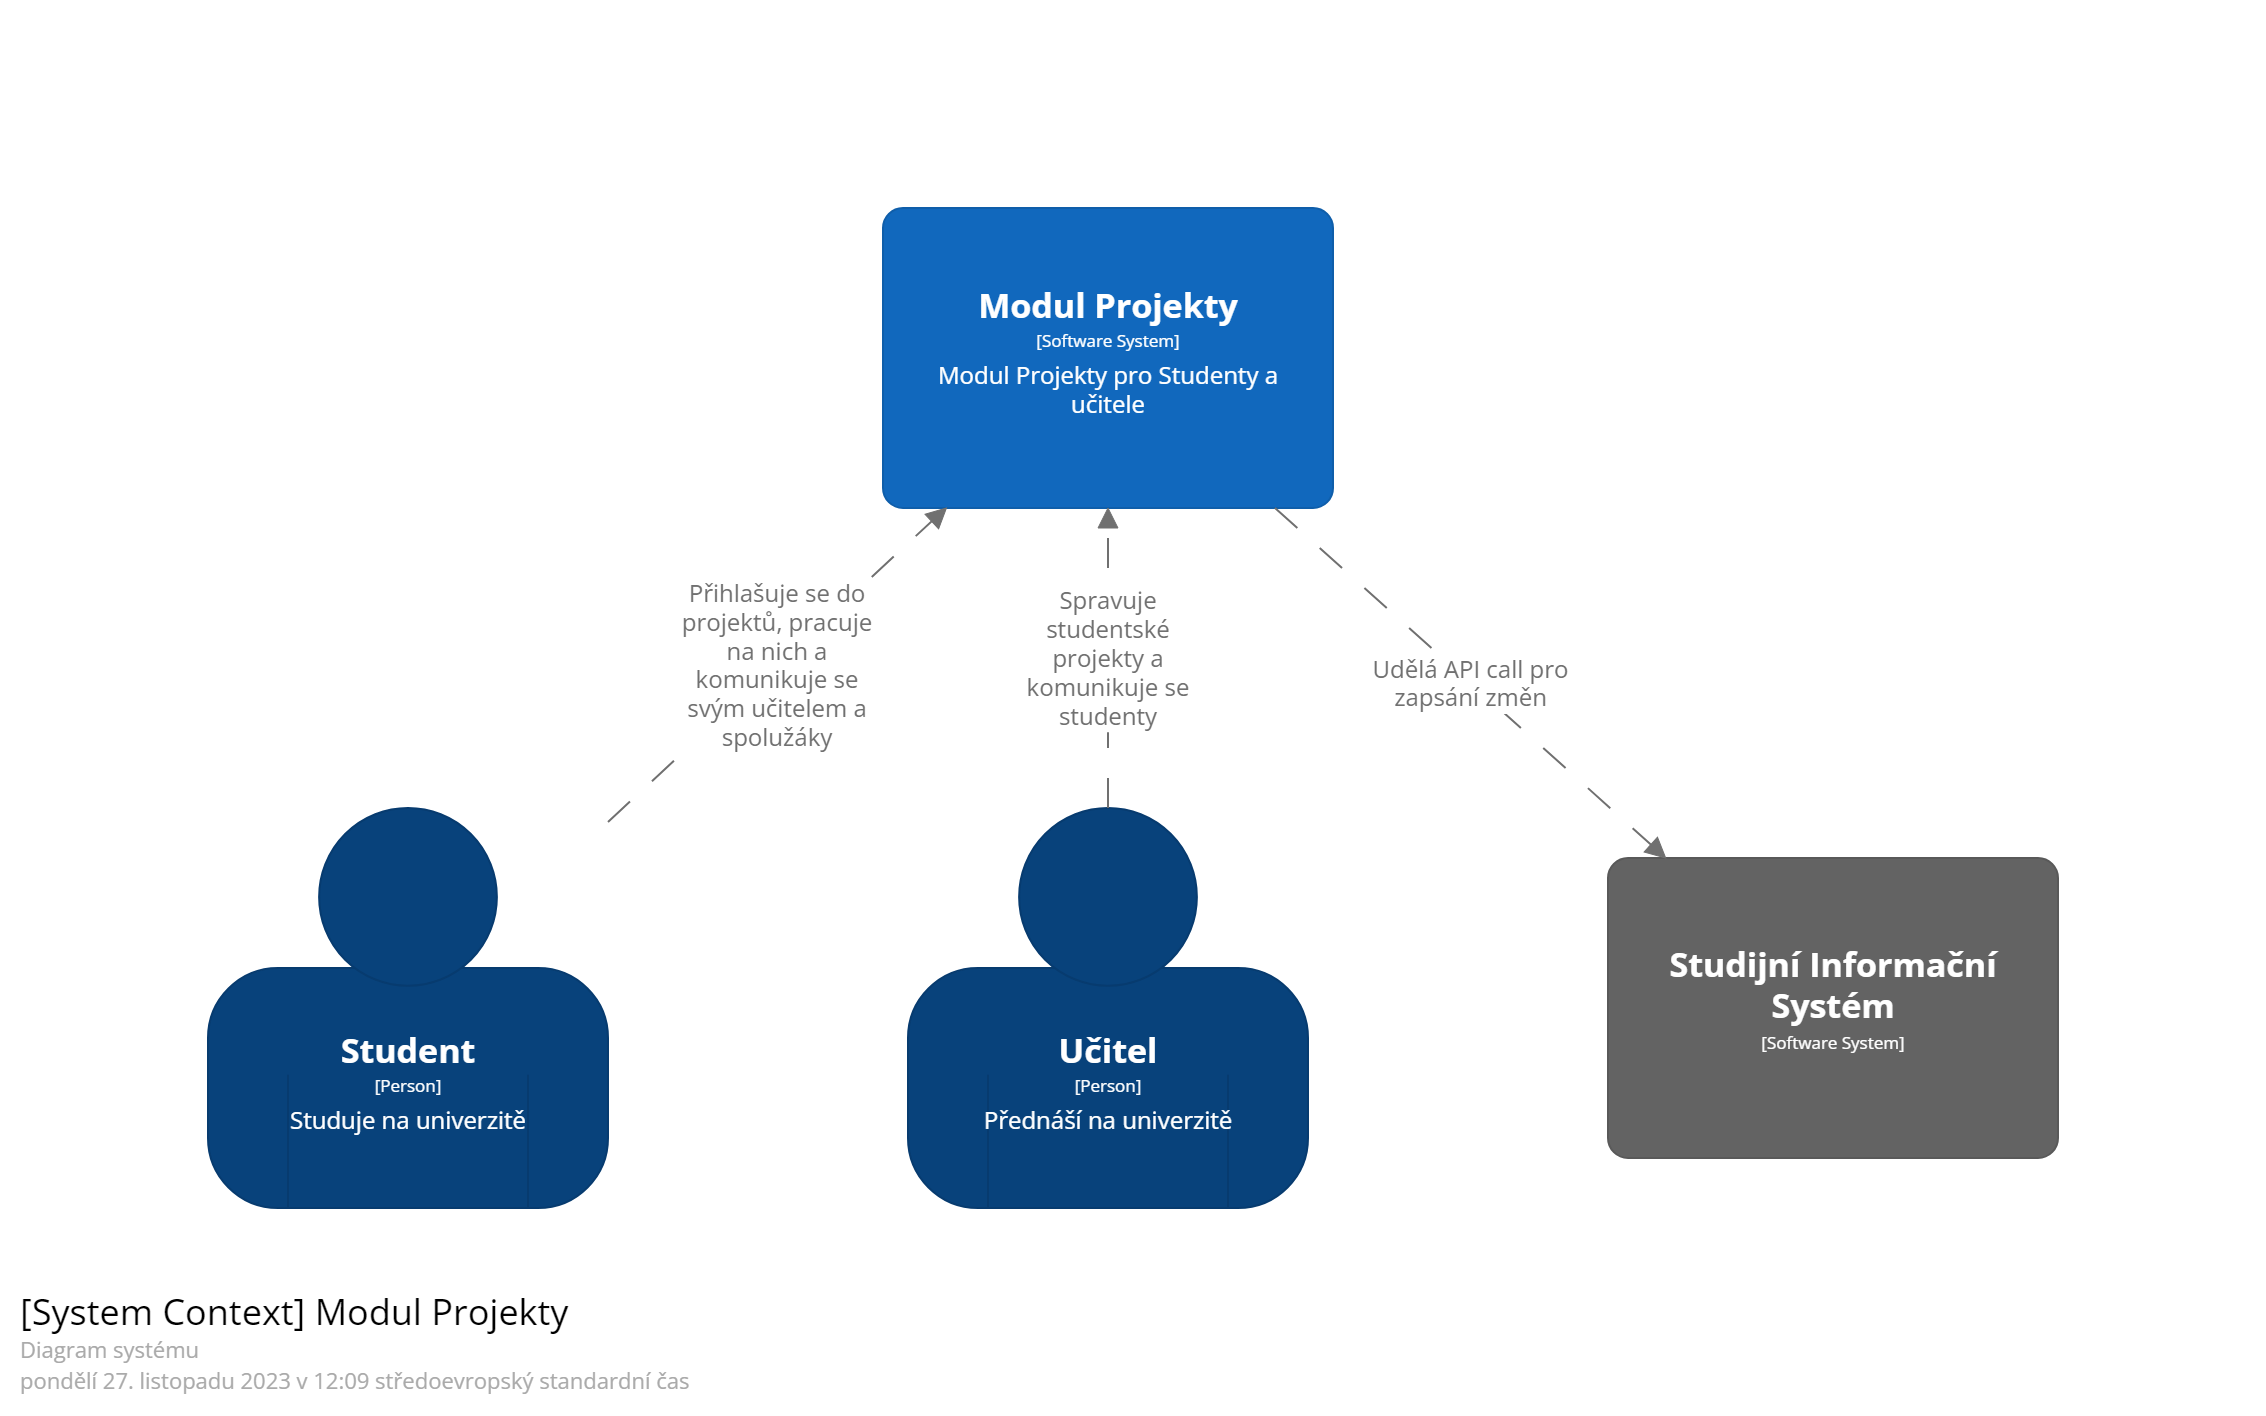 Modul Projekty
[Software System]
Modul Projekty pro Studenty a
učitele
Přihlašuje se do
projektů, pracuje
na nich a
komunikuje se
svým učitelem a
spolužáky
Spravuje
studentské
projekty a
komunikuje se
studenty
Udělá API call pro
zapsání změn
Student
[Person]
Studuje na univerzitě
Učitel
[Person]
Přednáší na univerzitě
Studijní Informační
Systém
[Software System]
[System Context] Modul Projekty
Diagram systému
pondělí 27. listopadu 2023 v 12:09 středoevropský standardní čas